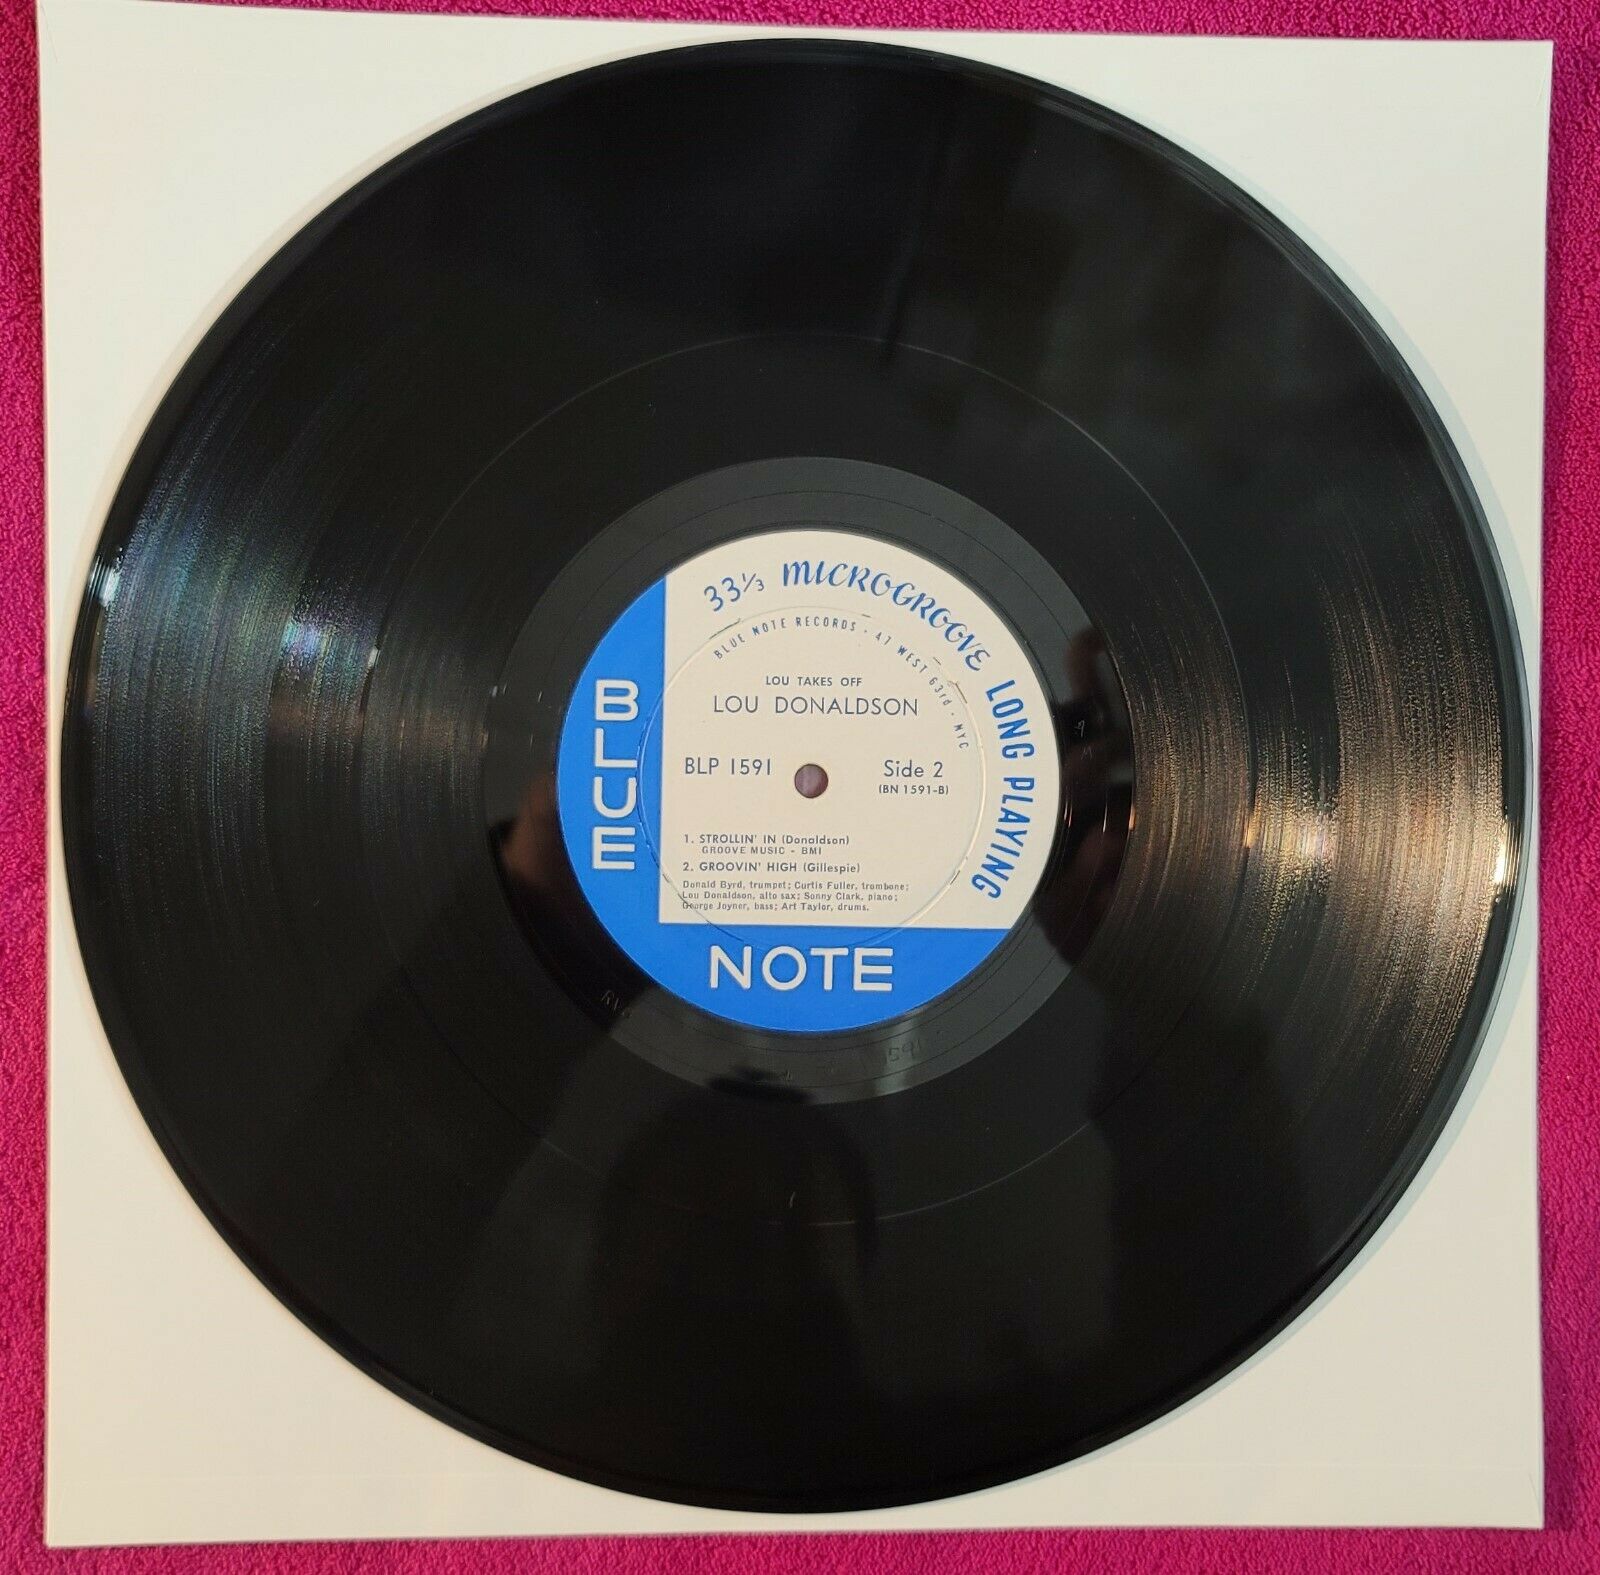 33⅓ MICROGROOVE LONG PLAYING
BLUE NOTE RECORDS · 47 WEST 63rd · NYC
LOU TAKES OFF
LOU DONALDSON
BLP 1591 Side 2
(BN 1591-B)
1. STROLLIN' IN (Donaldson)
GROOVE MUSIC - BMI
2. GROOVIN' HIGH (Gillespie)
Donald Byrd, trumpet; Curtis Fuller, trombone;
Lou Donaldson, alto sax; Sonny Clark, piano;
George Joyner, bass; Art Taylor, drums.
BLUE
NOTE